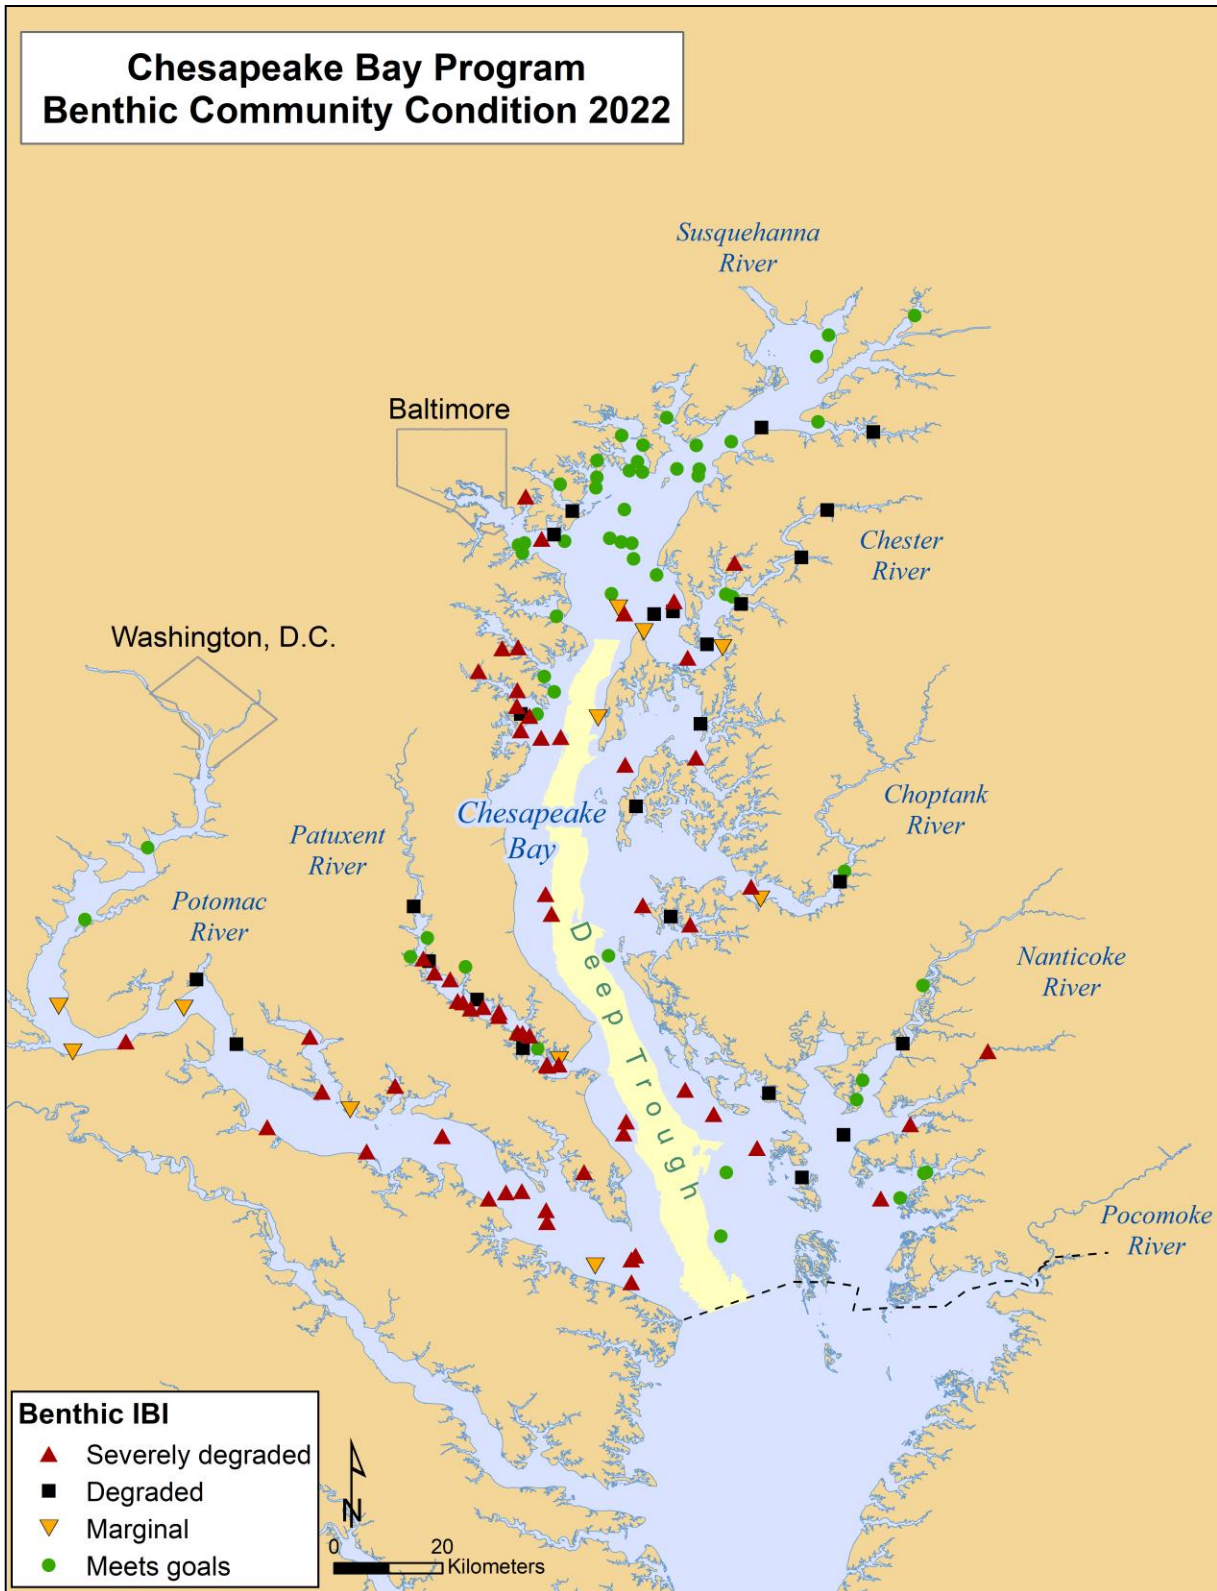 Chesapeake Bay Program
Benthic Community Condition 2022
Susquehanna
River
Baltimore
Chester
River
Washington, D.C.
Chesapeake
Bay
Choptank
River
Patuxent
River
Potomac
River
Deep Trough
Nanticoke
River
Pocomoke
River
Benthic IBI
Severely degraded
Degraded
Marginal
Meets goals
N
0 20
Kilometers